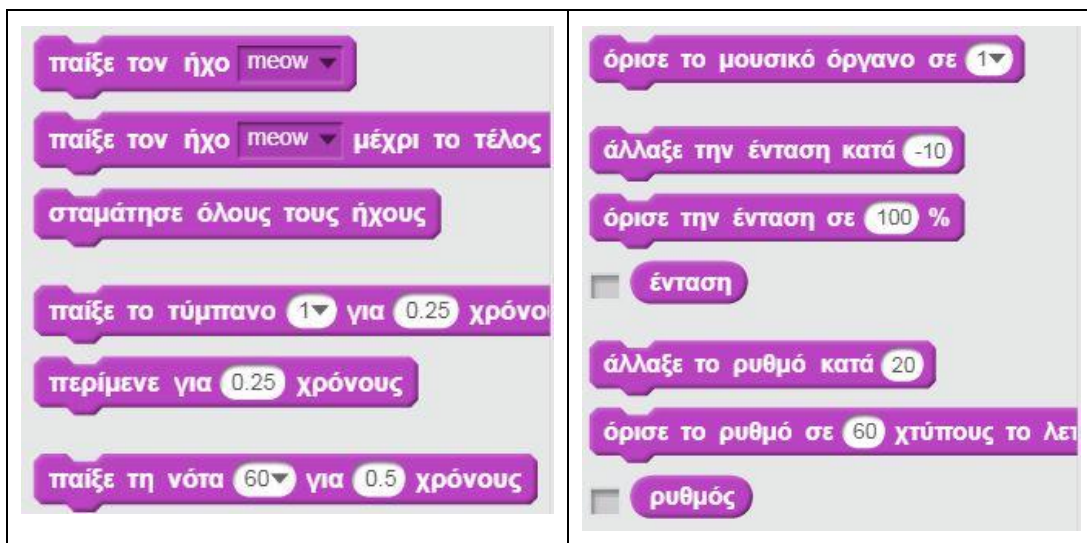 παίξε τον ήχο meow
παίξε τον ήχο meow μέχρι το τέλος
σταμάτησε όλους τους ήχους
παίξε το τύμπανο 1 για 0.25 χρόνο
περίμενε για 0.25 χρόνους
παίξε τη νότα 60 για 0.5 χρόνους
όρισε το μουσικό όργανο σε 1
άλλαξε την ένταση κατά -10
όρισε την ένταση σε 100 %
ένταση
άλλαξε το ρυθμό κατά 20
όρισε το ρυθμό σε 60 χτύπους το λε
ρυθμός